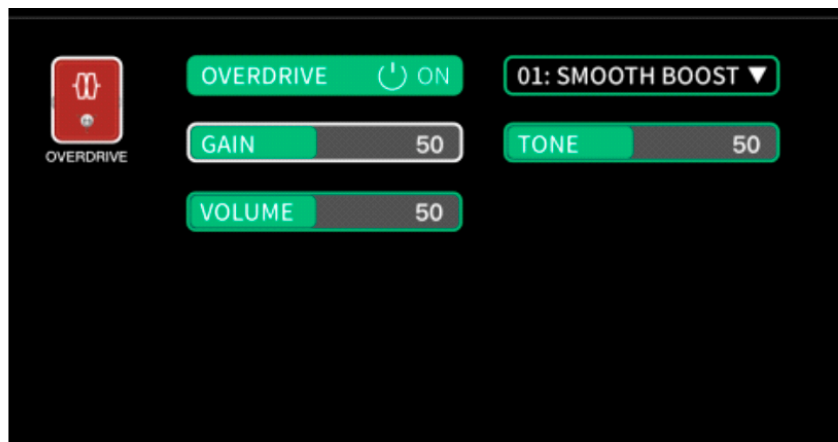 OVERDRIVE ON
01: SMOOTH BOOST ▼
GAIN 50
TONE 50
OVERDRIVE
VOLUME 50